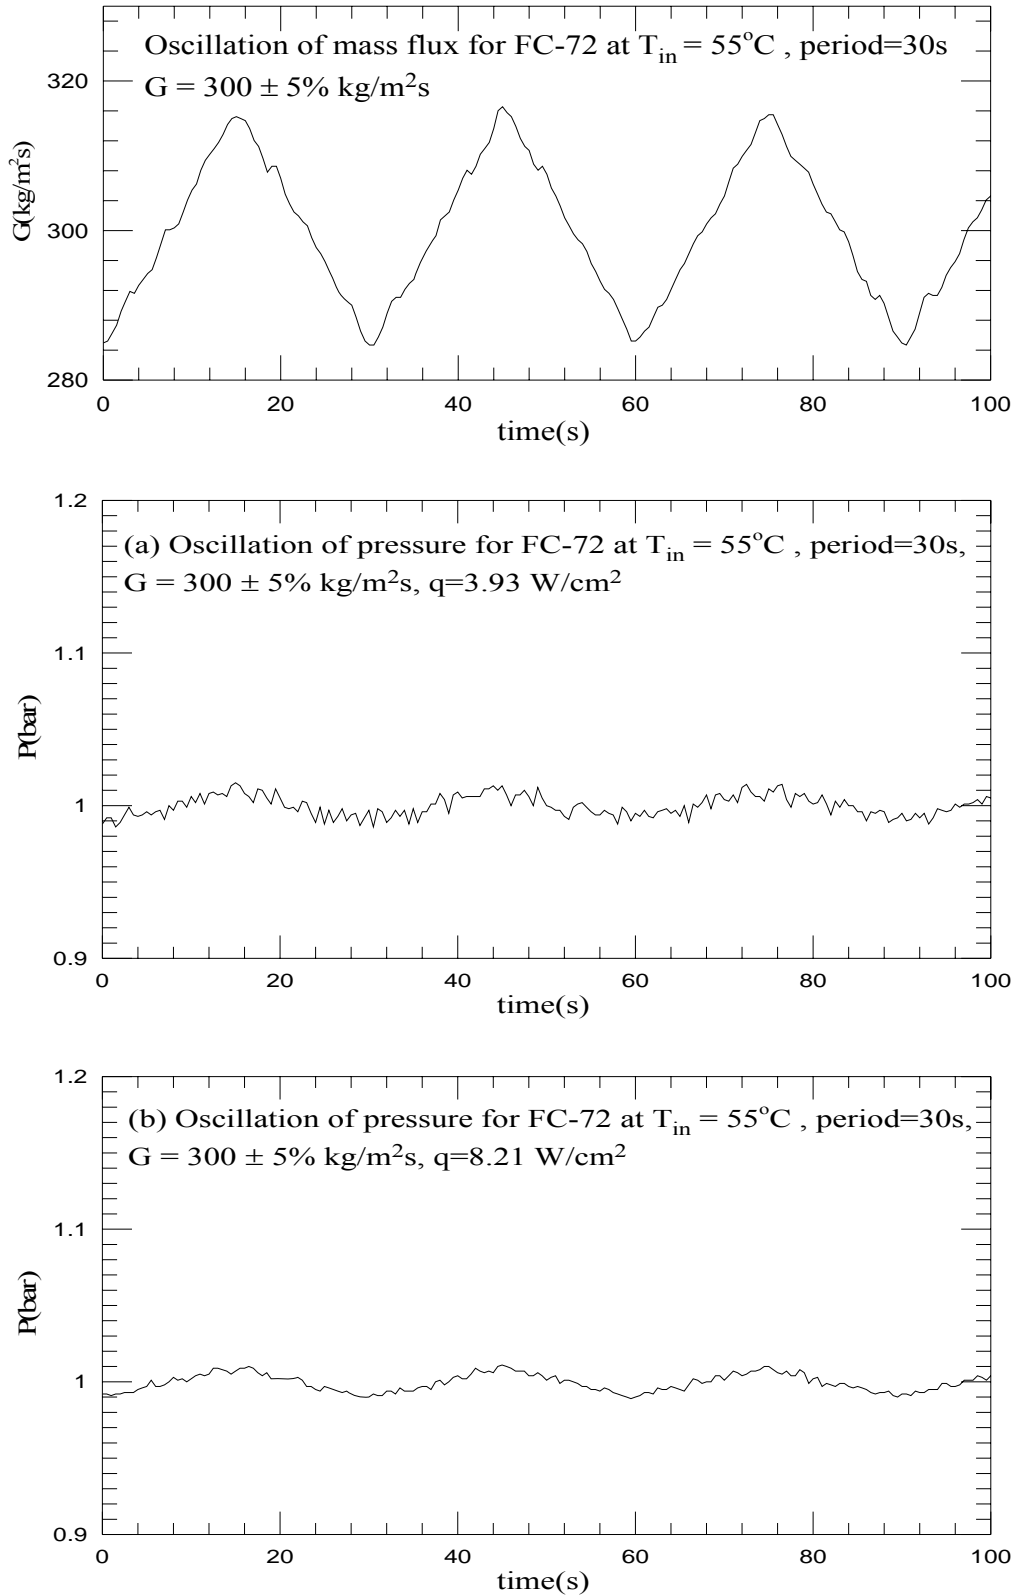 Oscillation of mass flux for FC-72 at T_in = 55°C , period=30s
G = 300 ± 5% kg/m²s
320
300
280
G(kg/m²s)
0 20 40 60 80 100
time(s)
1.2
(a) Oscillation of pressure for FC-72 at T_in = 55°C , period=30s,
G = 300 ± 5% kg/m²s, q=3.93 W/cm²
1.1
1
0.9
P(bar)
0 20 40 60 80 100
time(s)
1.2
(b) Oscillation of pressure for FC-72 at T_in = 55°C , period=30s,
G = 300 ± 5% kg/m²s, q=8.21 W/cm²
1.1
1
0.9
P(bar)
0 20 40 60 80 100
time(s)